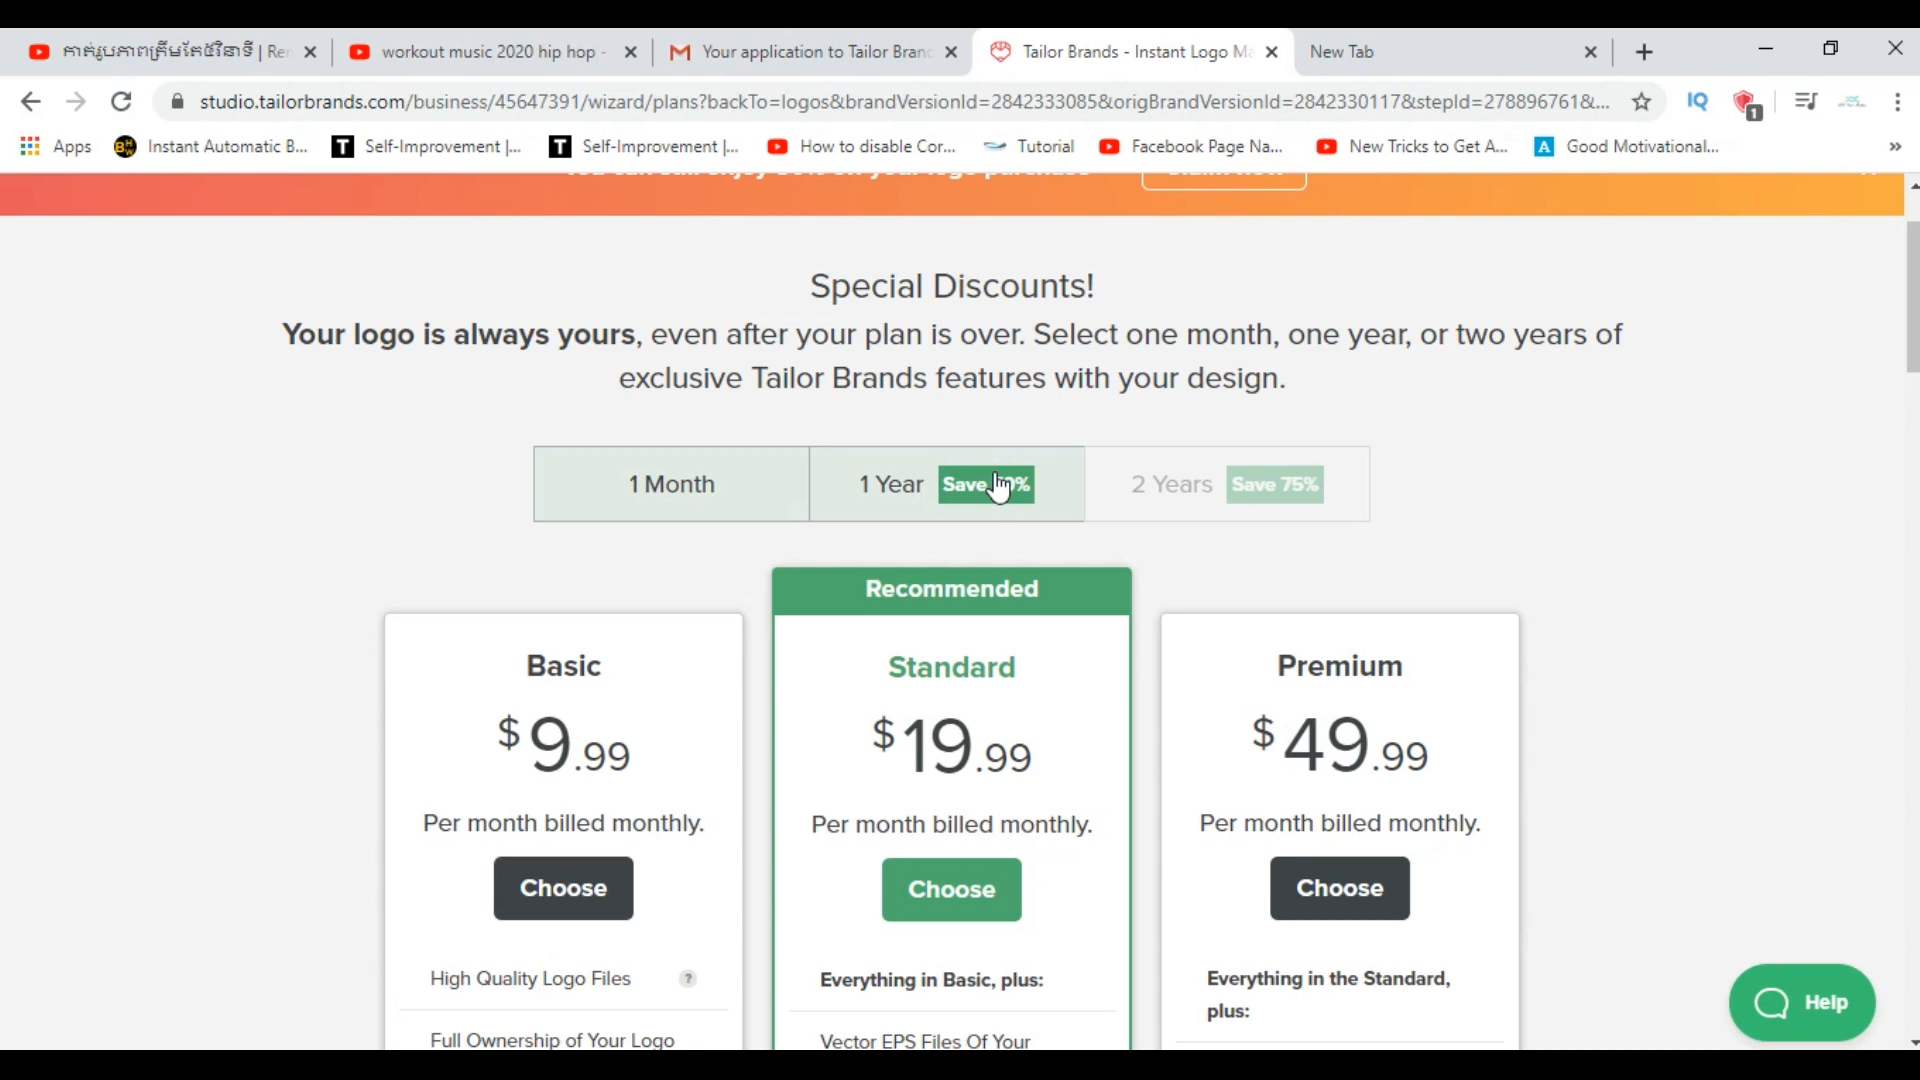 កាត់រូបភាពត្រឹមតែ៥វិនាទី | Re
workout music 2020 hip hop -
Your application to Tailor Bran
Tailor Brands - Instant Logo Ma
New Tab
studio.tailorbrands.com/business/45647391/wizard/plans?backTo=logos&brandVersionId=2842333085&origBrandVersionId=2842330117&stepId=278896761&...
IQ
1
Apps
Instant Automatic B...
Self-Improvement |...
Self-Improvement |...
How to disable Cor...
Tutorial
Facebook Page Na...
New Tricks to Get A...
Good Motivational...
Special Discounts!
Your logo is always yours, even after your plan is over. Select one month, one year, or two years of
exclusive Tailor Brands features with your design.
1 Month
1 Year Save
2 Years Save 75%
Recommended
Basic
Standard
Premium
$9.99
$19.99
$49.99
Per month billed monthly.
Per month billed monthly.
Per month billed monthly.
Choose
Choose
Choose
High Quality Logo Files ?
Everything in Basic, plus:
Everything in the Standard,
plus:
Full Ownership of Your Logo
Vector EPS Files Of Your
Help